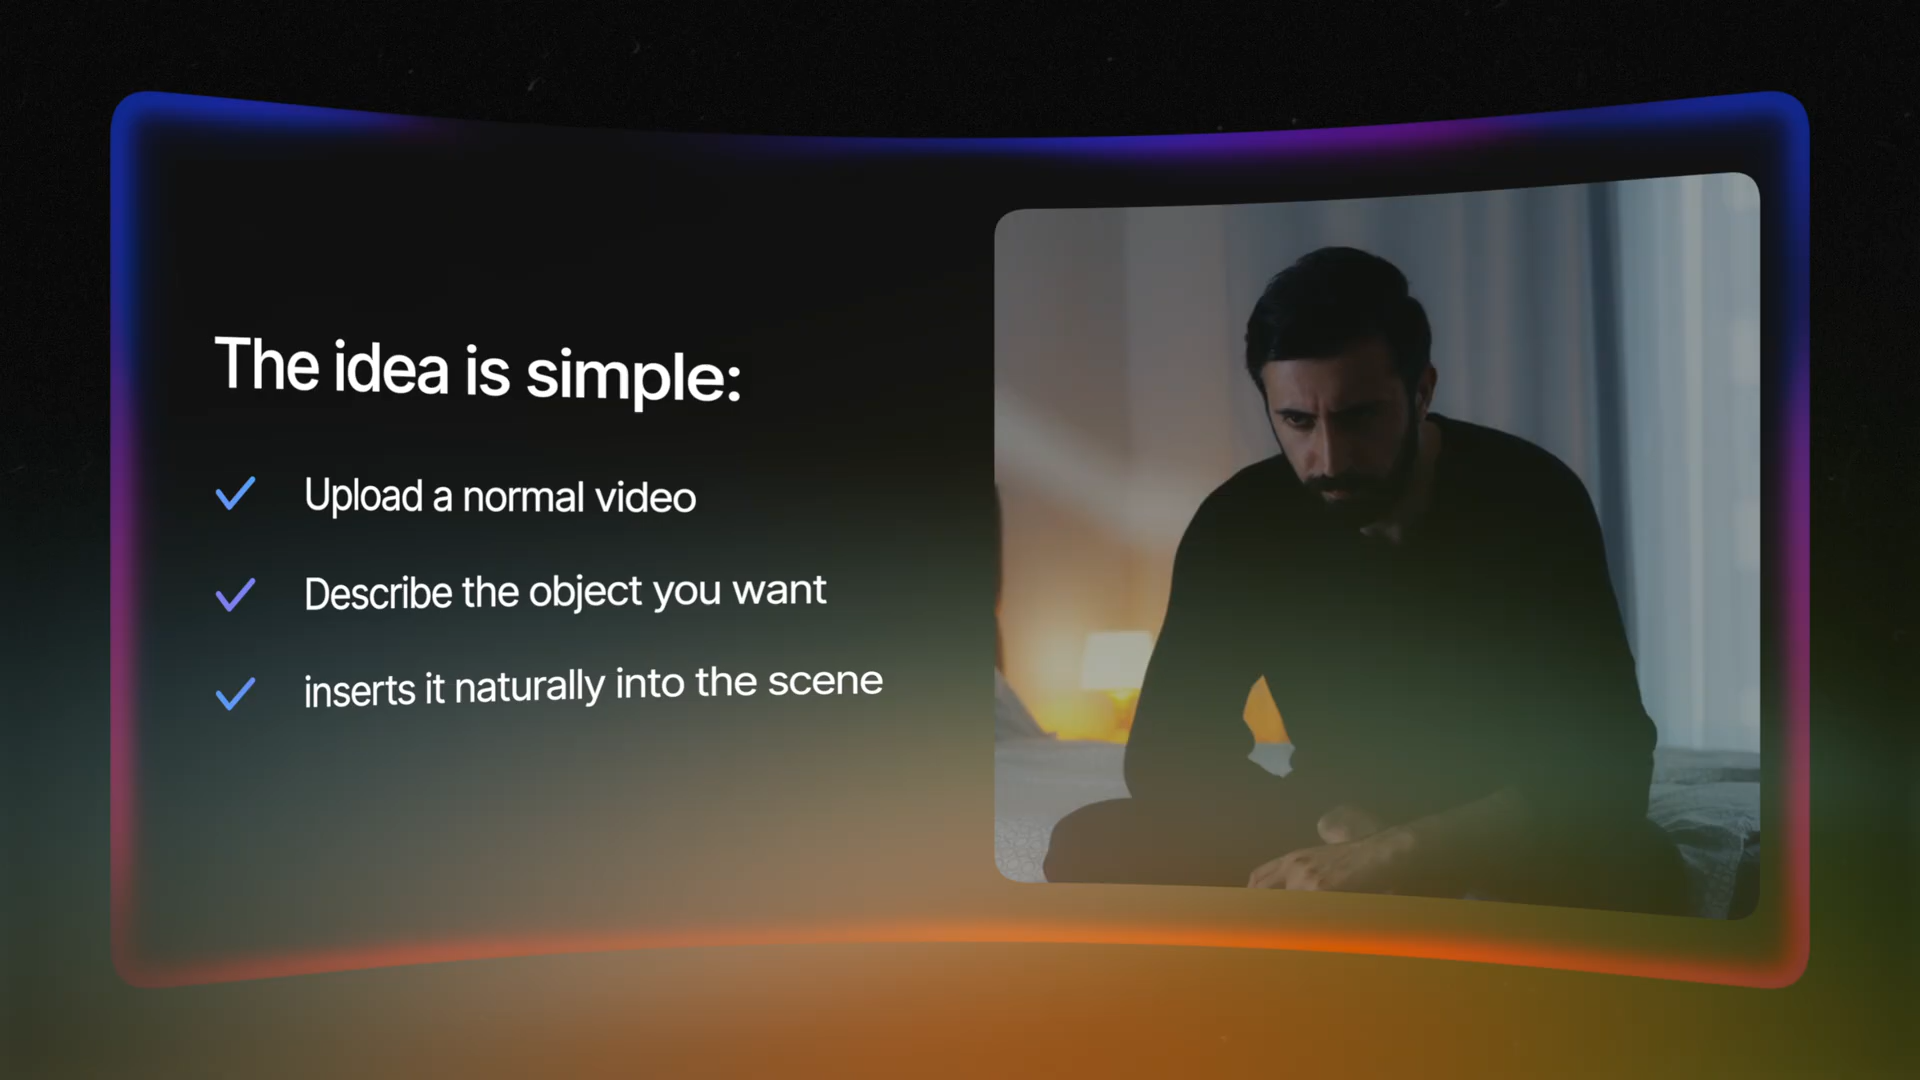 The idea is simple:
Upload a normal video
Describe the object you want
inserts it naturally into the scene